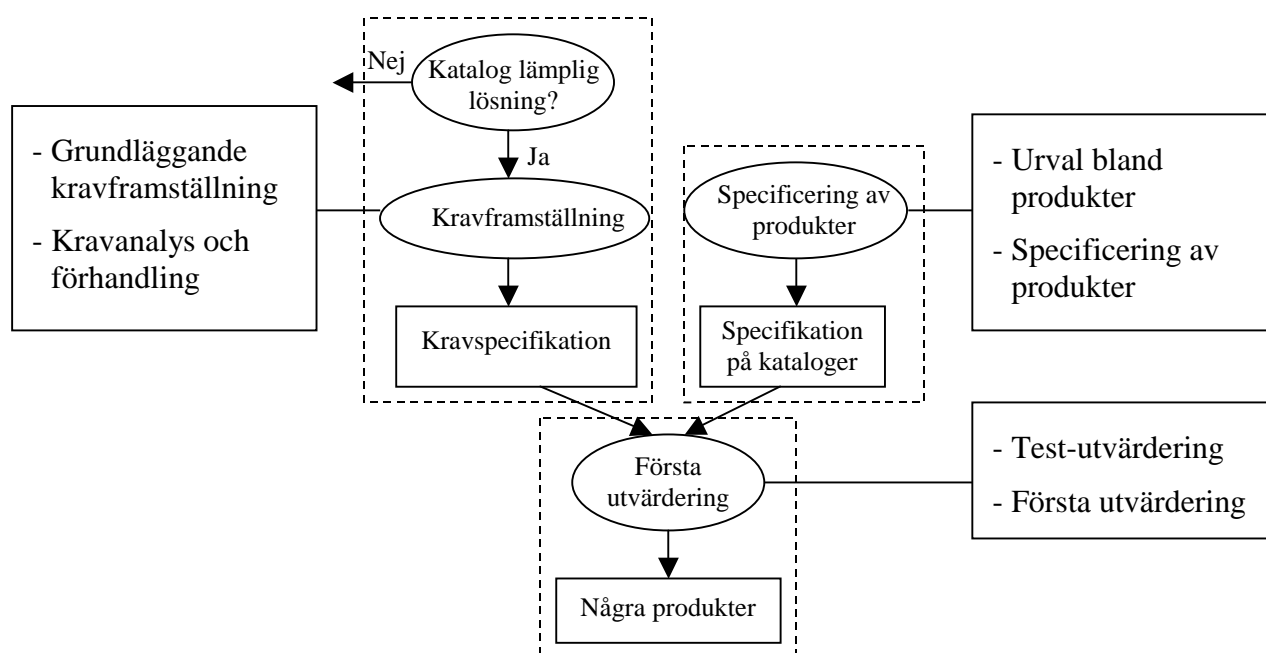 Nej
Katalog lämplig
lösning?
Ja
- Grundläggande
kravframställning
- Kravanalys och
förhandling
Kravframställning
Specificering av
produkter
- Urval bland
produkter
- Specificering av
produkter
Kravspecifikation
Specifikation
på kataloger
Första
utvärdering
- Test-utvärdering
- Första utvärdering
Några produkter